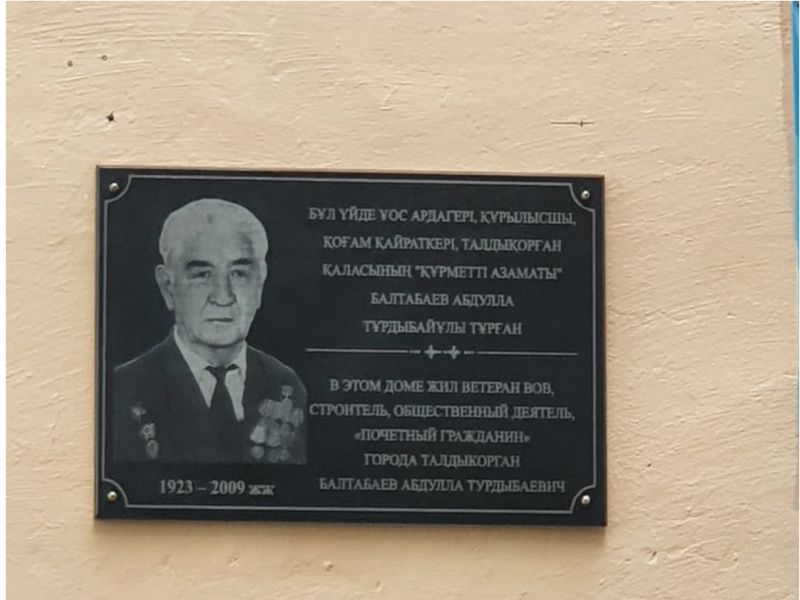 БҰЛ ҮЙДЕ ҰОС АРДАГЕРІ, ҚҰРЫЛЫСШЫ,
ҚОҒАМ ҚАЙРАТКЕРІ, ТАЛДЫҚОРҒАН
ҚАЛАСЫНЫҢ "ҚҰРМЕТТІ АЗАМАТЫ"
БАЛТАБАЕВ АБДУЛЛА
ТҰРДЫБАЙҰЛЫ ТҰРҒАН
В ЭТОМ ДОМЕ ЖИЛ ВЕТЕРАН ВОВ,
СТРОИТЕЛЬ, ОБЩЕСТВЕННЫЙ ДЕЯТЕЛЬ,
«ПОЧЕТНЫЙ ГРАЖДАНИН»
ГОРОДА ТАЛДЫКОРГАН
БАЛТАБАЕВ АБДУЛЛА ТУРДЫБАЕВИЧ
1923 – 2009 жж